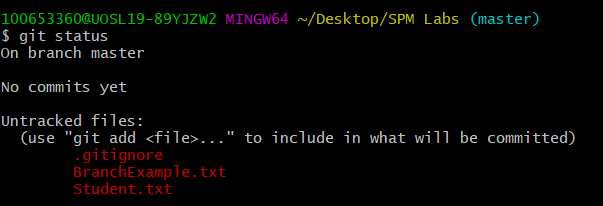 100653360@UOSL19-89YJZW2 MINGW64 ~/Desktop/SPM Labs (master)
$ git status
On branch master

No commits yet

Untracked files:
  (use "git add <file>..." to include in what will be committed)
        .gitignore
        BranchExample.txt
        Student.txt